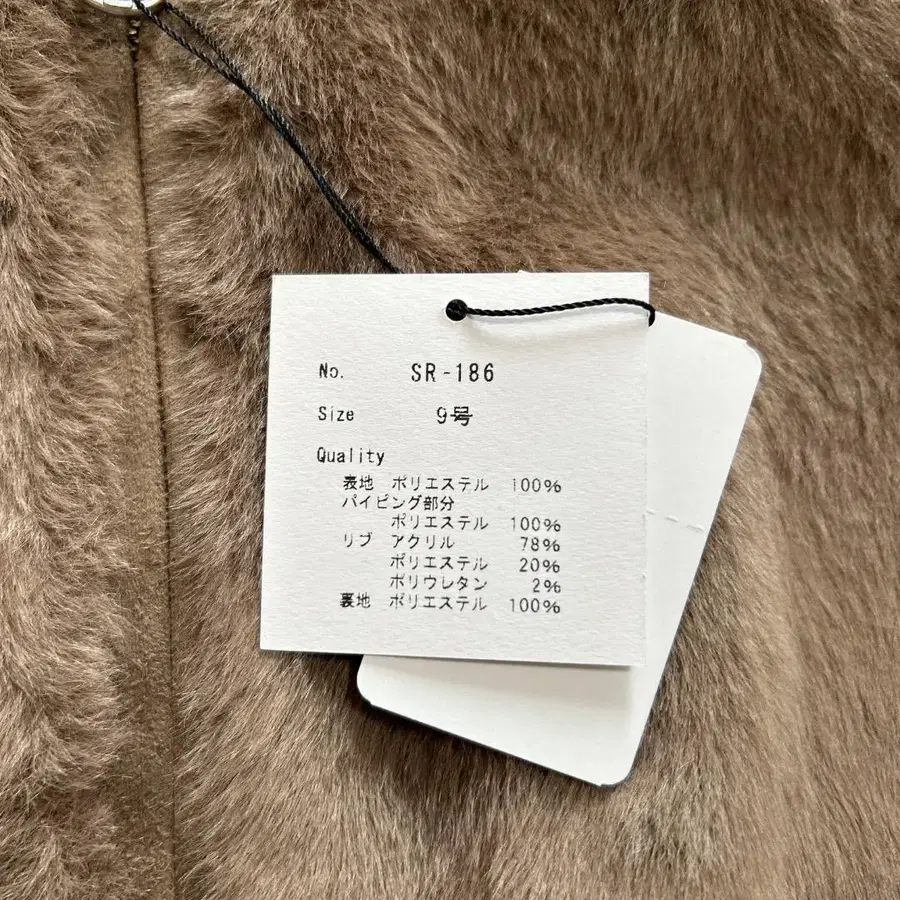 No. SR-186
Size 9号
Quality
表地 ポリエステル 100%
パイピング部分
ポリエステル 100%
リブ アクリル 78%
ポリエステル 20%
ポリウレタン 2%
裏地 ポリエステル 100%